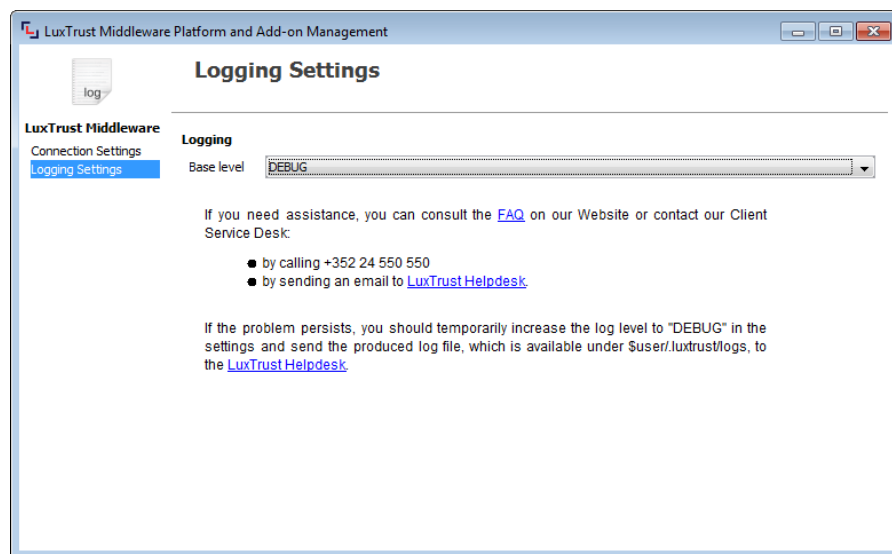 LuxTrust Middleware Platform and Add-on Management
log
Logging Settings
LuxTrust Middleware
Connection Settings
Logging Settings
Logging
Base level DEBUG
If you need assistance, you can consult the FAQ on our Website or contact our Client
Service Desk:
● by calling +352 24 550 550
● by sending an email to LuxTrust Helpdesk.
If the problem persists, you should temporarily increase the log level to "DEBUG" in the
settings and send the produced log file, which is available under $user/.luxtrust/logs, to
the LuxTrust Helpdesk.